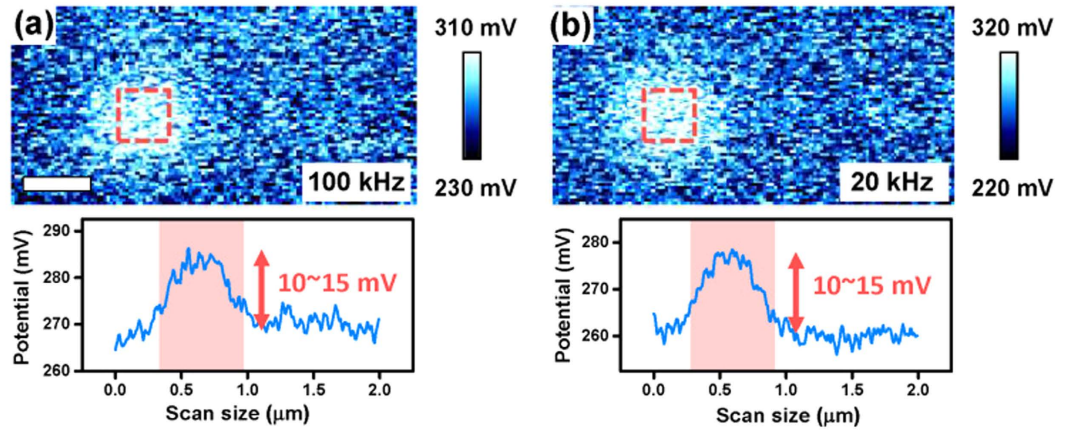 (a)
310 mV
230 mV
100 kHz
Potential (mV)
290
280
270
260
10~15 mV
0.0 0.5 1.0 1.5 2.0
Scan size (μm)
(b)
320 mV
220 mV
20 kHz
Potential (mV)
280
270
260
10~15 mV
0.0 0.5 1.0 1.5 2.0
Scan size (μm)